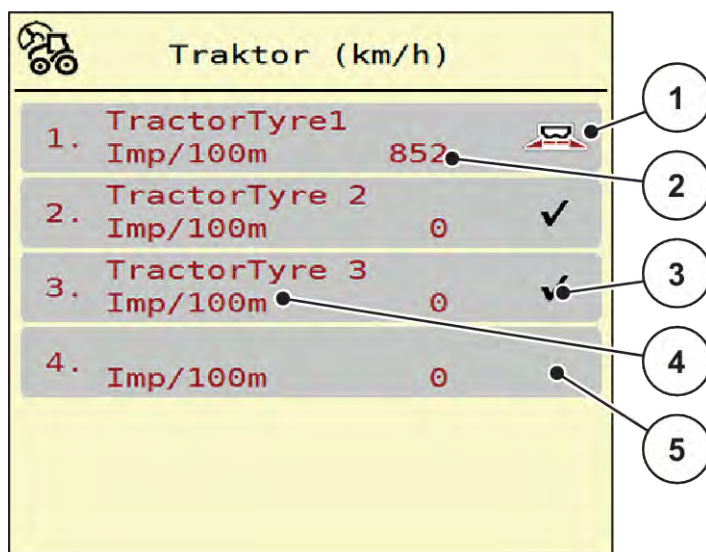 Traktor (km/h)
1. TractorTyre1
Imp/100m 852
2. TractorTyre 2
Imp/100m 0
3. TractorTyre 3
Imp/100m 0
4.
Imp/100m 0
1
2
3
4
5